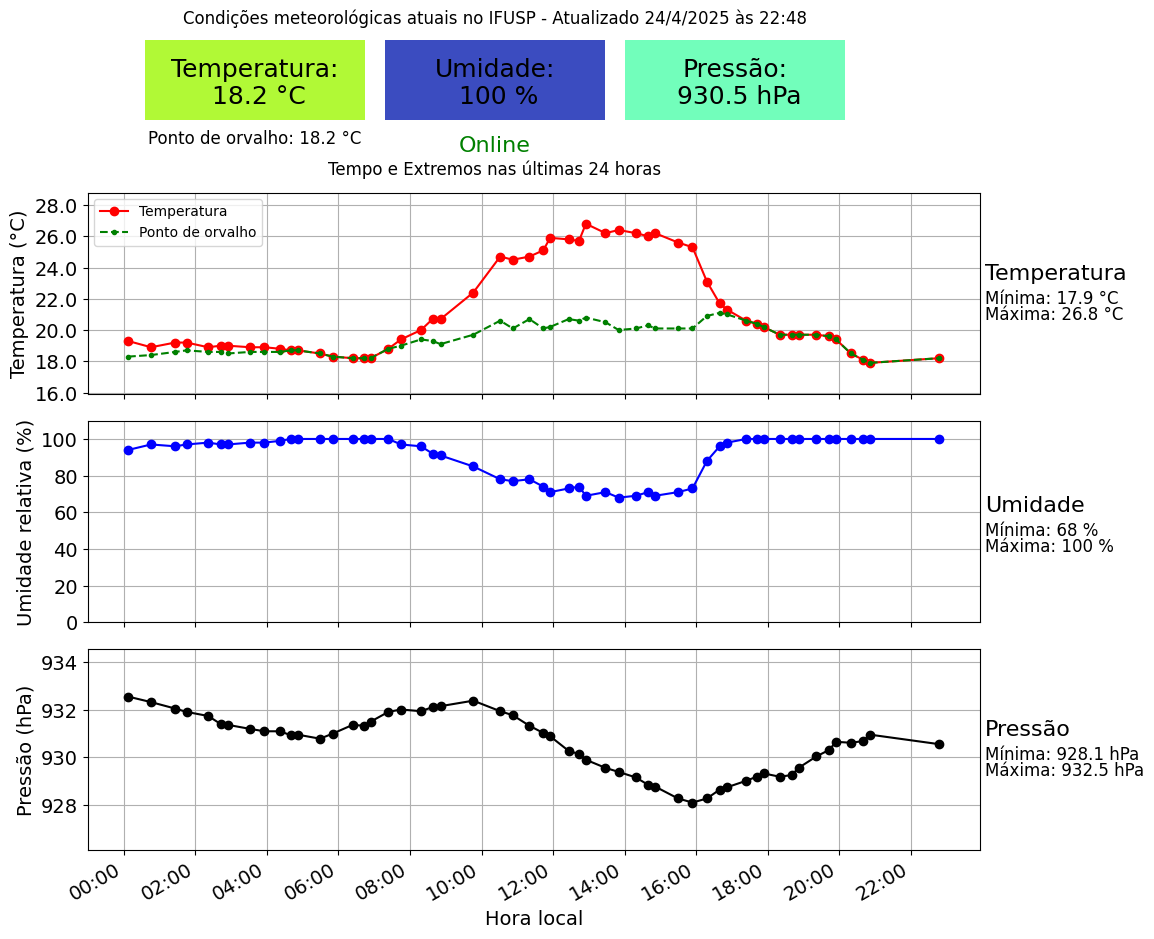 Condições meteorológicas atuais no IFUSP - Atualizado 24/4/2025 às 22:48
Temperatura:
18.2 °C
Umidade:
100 %
Pressão:
930.5 hPa
Ponto de orvalho: 18.2 °C
Online
Tempo e Extremos nas últimas 24 horas
Temperatura (°C)
28.0
26.0
24.0
22.0
20.0
18.0
16.0
Temperatura
Ponto de orvalho
Temperatura
Mínima: 17.9 °C
Máxima: 26.8 °C
Umidade relativa (%)
100
80
60
40
20
0
Umidade
Mínima: 68 %
Máxima: 100 %
Pressão (hPa)
934
932
930
928
Pressão
Mínima: 928.1 hPa
Máxima: 932.5 hPa
00:00 02:00 04:00 06:00 08:00 10:00 12:00 14:00 16:00 18:00 20:00 22:00
Hora local